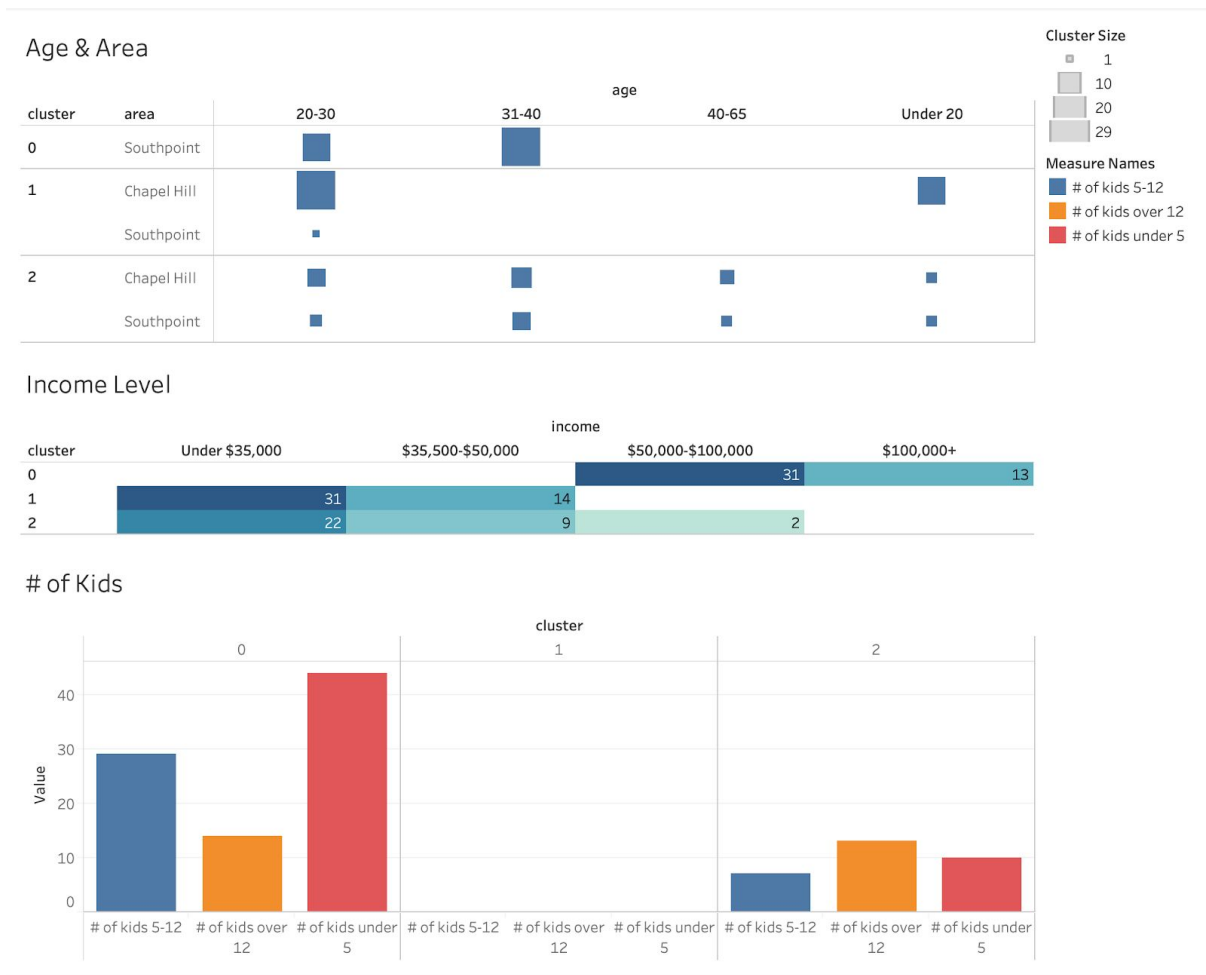 Age & Area
age
cluster area 20-30 31-40 40-65 Under 20
0 Southpoint
1 Chapel Hill
Southpoint
2 Chapel Hill
Southpoint
Cluster Size
1
10
20
29
Measure Names
# of kids 5-12
# of kids over 12
# of kids under 5
Income Level
income
cluster Under $35,000 $35,500-$50,000 $50,000-$100,000 $100,000+
0 31 13
1 31 14
2 22 9 2
# of Kids
cluster
0 1 2
Value
40
30
20
10
0
# of kids 5-12 # of kids over # of kids under # of kids 5-12 # of kids over # of kids under # of kids 5-12 # of kids over # of kids under
12 5 12 5 12 5